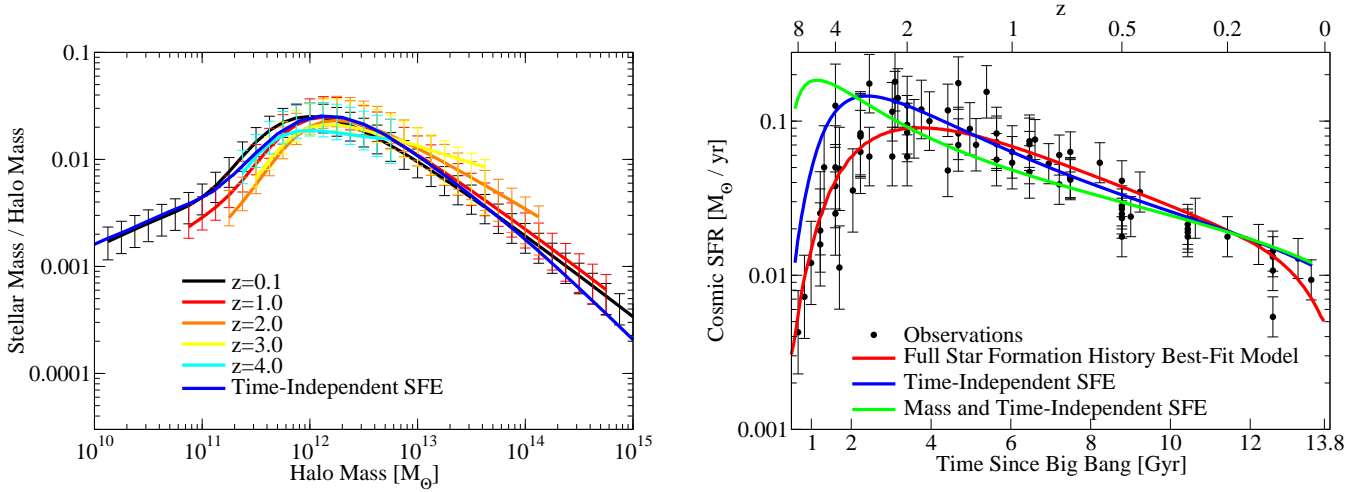 0.1
0.01
0.001
0.0001
Stellar Mass / Halo Mass
z=0.1
z=1.0
z=2.0
z=3.0
z=4.0
Time-Independent SFE
10^10 10^11 10^12 10^13 10^14 10^15
Halo Mass [M_⊙]
z
8 4 2 1 0.5 0.2 0
0.1
0.01
0.001
Cosmic SFR [M_⊙ / yr]
Observations
Full Star Formation History Best-Fit Model
Time-Independent SFE
Mass and Time-Independent SFE
1 2 4 6 8 10 12 13.8
Time Since Big Bang [Gyr]